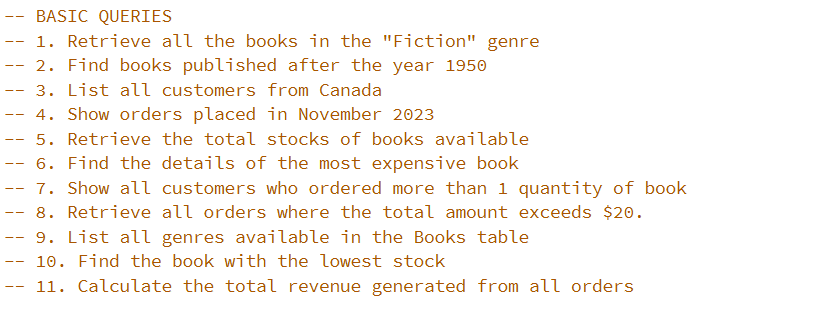 -- BASIC QUERIES
-- 1. Retrieve all the books in the "Fiction" genre
-- 2. Find books published after the year 1950
-- 3. List all customers from Canada
-- 4. Show orders placed in November 2023
-- 5. Retrieve the total stocks of books available
-- 6. Find the details of the most expensive book
-- 7. Show all customers who ordered more than 1 quantity of book
-- 8. Retrieve all orders where the total amount exceeds $20.
-- 9. List all genres available in the Books table
-- 10. Find the book with the lowest stock
-- 11. Calculate the total revenue generated from all orders